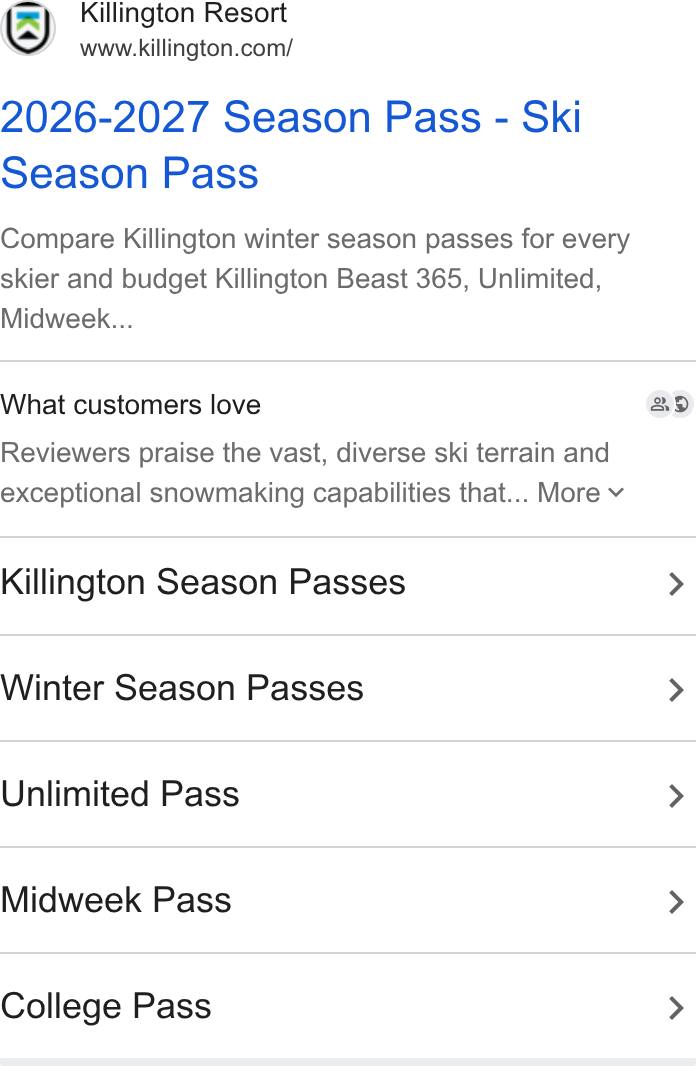 Killington Resort
www.killington.com/
2026-2027 Season Pass - Ski
Season Pass
Compare Killington winter season passes for every
skier and budget Killington Beast 365, Unlimited,
Midweek...
What customers love
Reviewers praise the vast, diverse ski terrain and
exceptional snowmaking capabilities that... More
Killington Season Passes
Winter Season Passes
Unlimited Pass
Midweek Pass
College Pass